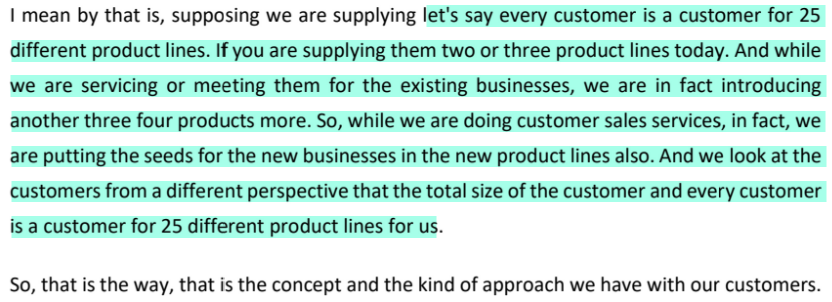 I mean by that is, supposing we are supplying let's say every customer is a customer for 25
different product lines. If you are supplying them two or three product lines today. And while
we are servicing or meeting them for the existing businesses, we are in fact introducing
another three four products more. So, while we are doing customer sales services, in fact, we
are putting the seeds for the new businesses in the new product lines also. And we look at the
customers from a different perspective that the total size of the customer and every customer
is a customer for 25 different product lines for us.
So, that is the way, that is the concept and the kind of approach we have with our customers.